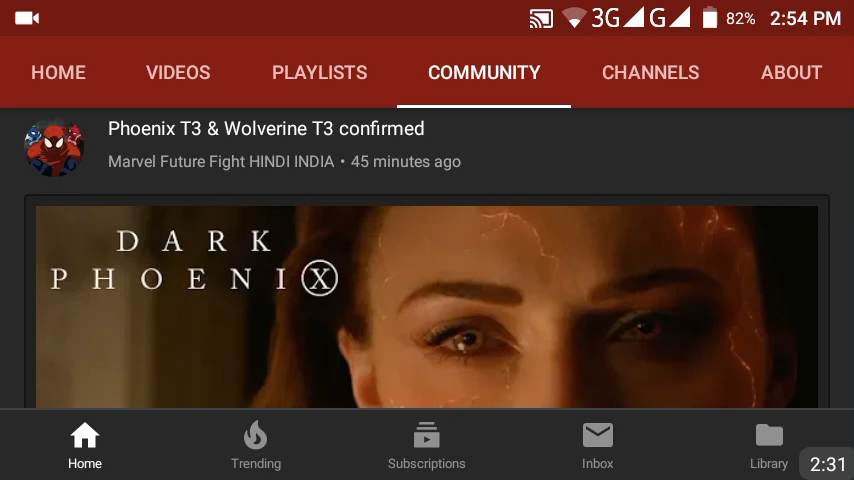 3G G 82% 2:54 PM
HOME VIDEOS PLAYLISTS COMMUNITY CHANNELS ABOUT
Phoenix T3 & Wolverine T3 confirmed
Marvel Future Fight HINDI INDIA • 45 minutes ago
DARK
PHOENIX
Home Trending Subscriptions Inbox Library
2:31